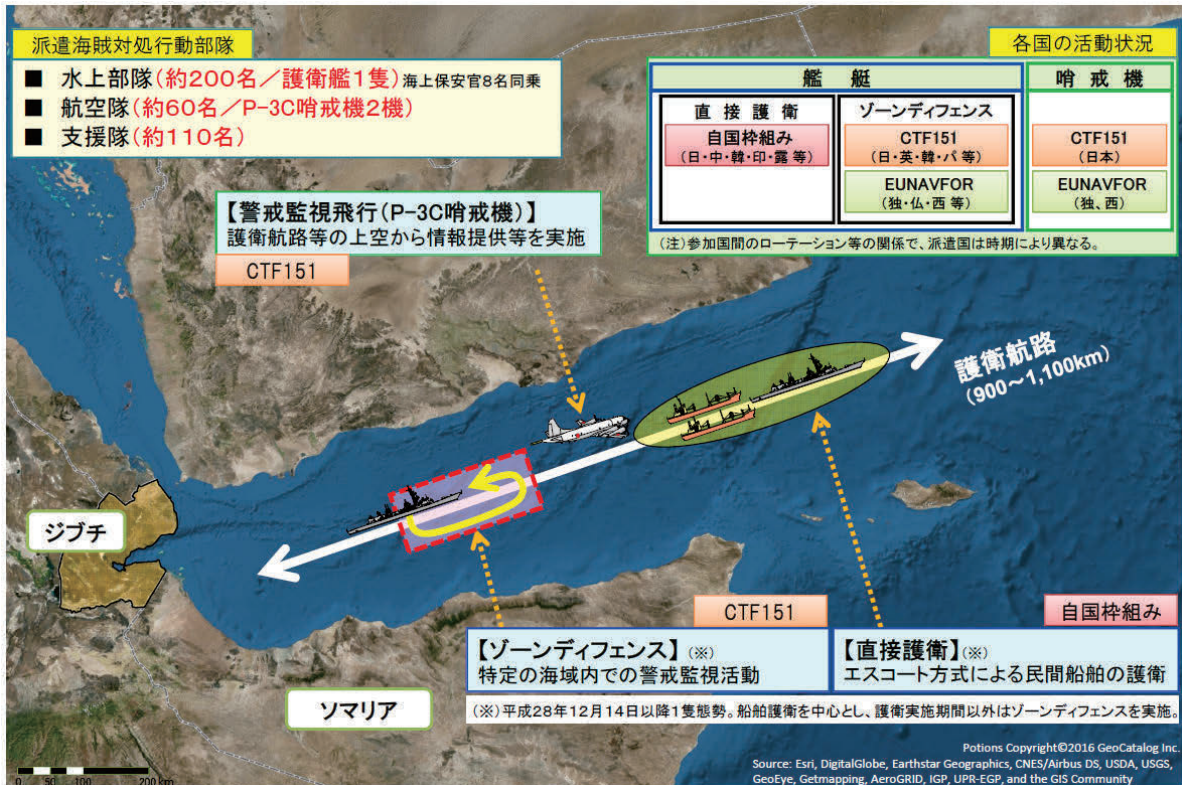 派遣海賊対処行動部隊
■ 水上部隊(約200名/護衛艦1隻)海上保安官8名同乗
■ 航空隊(約60名/P-3C哨戒機2機)
■ 支援隊(約110名)
各国の活動状況
艦艇
哨戒機
直接護衛
自国枠組み
(日・中・韓・印・露 等)
ゾーンディフェンス
CTF151
(日・英・韓・パ 等)
EUNAVFOR
(独・仏・西 等)
CTF151
(日本)
EUNAVFOR
(独、西)
(注)参加国間のローテーション等の関係で、派遣国は時期により異なる。
【警戒監視飛行(P-3C哨戒機)】
護衛航路等の上空から情報提供等を実施
CTF151
護衛航路
(900～1,100km)
ジブチ
ソマリア
CTF151
【ゾーンディフェンス】(※)
特定の海域内での警戒監視活動
自国枠組み
【直接護衛】(※)
エスコート方式による民間船舶の護衛
(※)平成28年12月14日以降1隻態勢。船舶護衛を中心とし、護衛実施期間以外はゾーンディフェンスを実施。
0 50 100 200 km
Potions Copyright©2016 GeoCatalog Inc.
Source: Esri, DigitalGlobe, Earthstar Geographics, CNES/Airbus DS, USDA, USGS,
GeoEye, Getmapping, AeroGRID, IGP, UPR-EGP, and the GIS Community